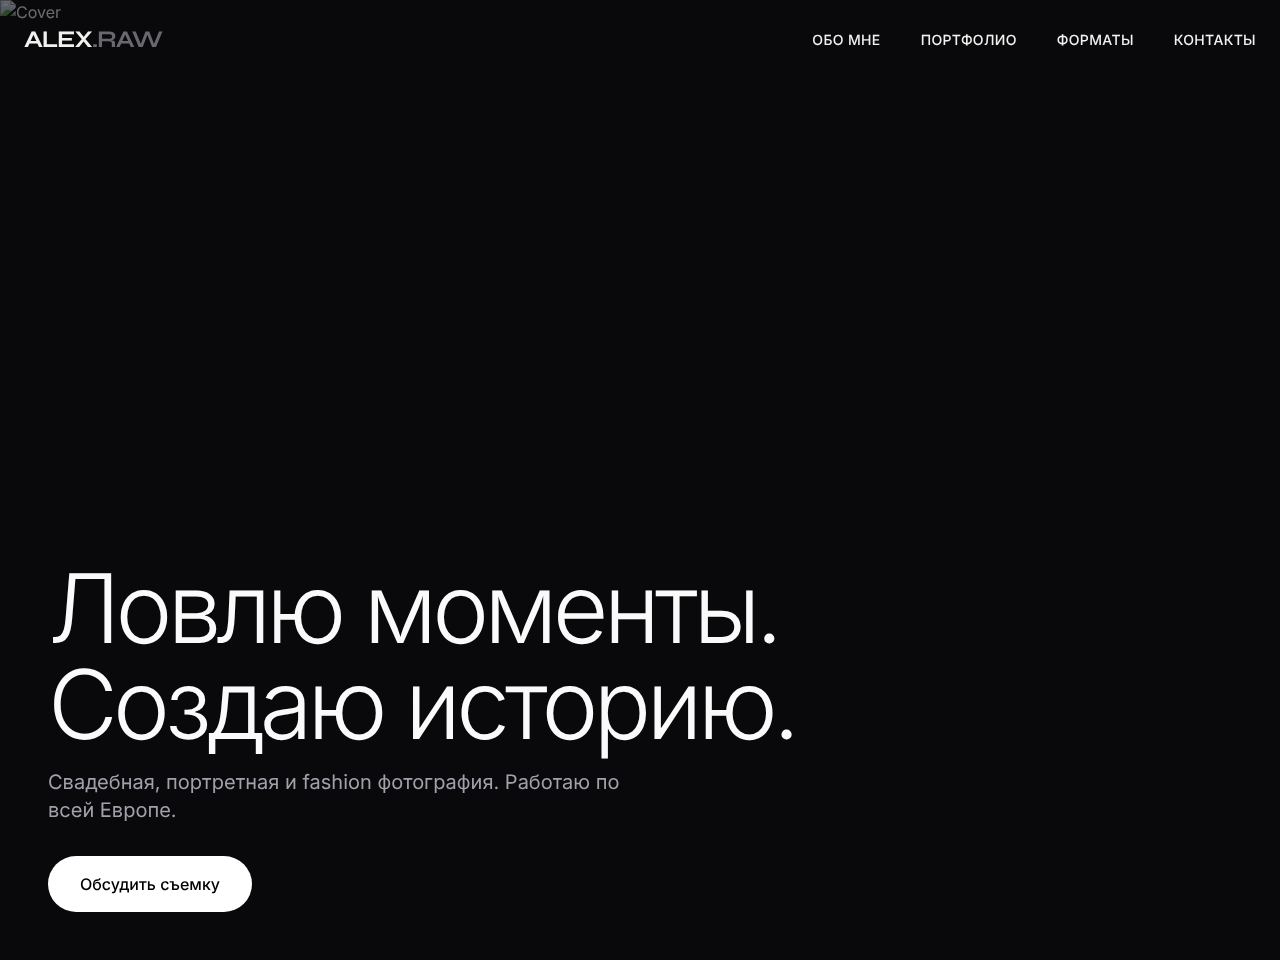 Cover
ALEX.RAW
ОБО МНЕ
ПОРТФОЛИО
ФОРМАТЫ
КОНТАКТЫ
Ловлю моменты.
Создаю историю.
Свадебная, портретная и fashion фотография. Работаю по
всей Европе.
Обсудить съемку